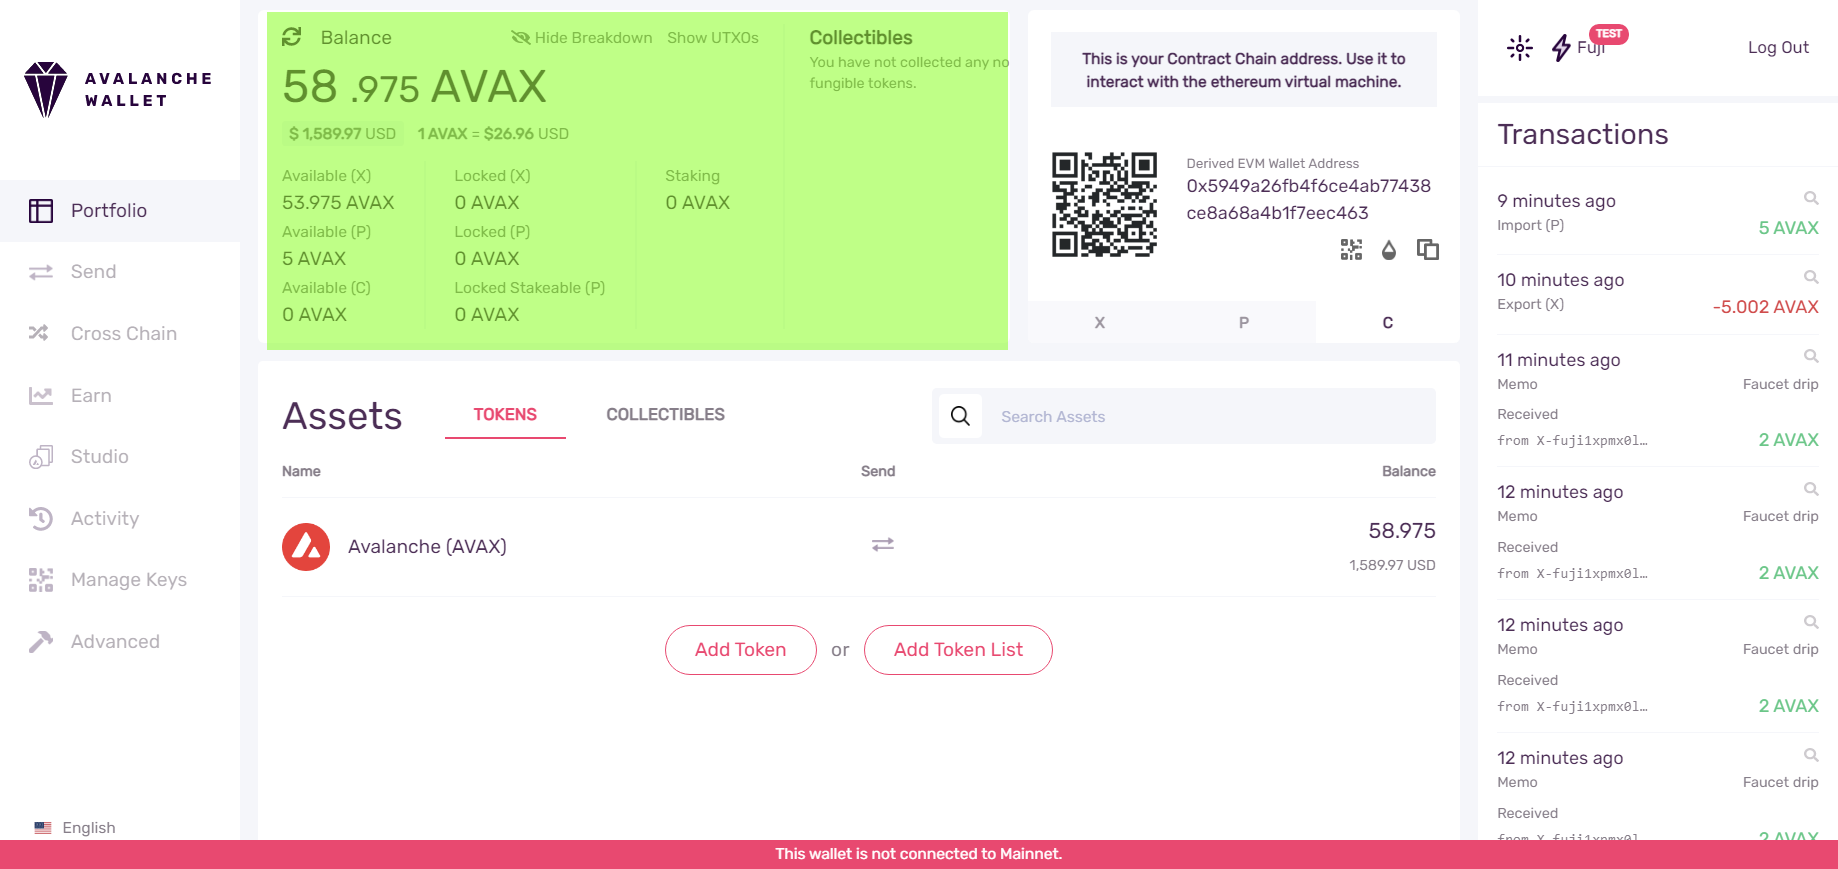 AVALANCHE
WALLET
Portfolio
Send
Cross Chain
Earn
Studio
Activity
Manage Keys
Advanced
English
Balance
Hide Breakdown
Show UTXOs
58 .975 AVAX
$ 1,589.97 USD
1 AVAX = $26.96 USD
Available (X)
53.975 AVAX
Available (P)
5 AVAX
Available (C)
0 AVAX
Locked (X)
0 AVAX
Locked (P)
0 AVAX
Locked Stakeable (P)
0 AVAX
Staking
0 AVAX
Collectibles
You have not collected any no
fungible tokens.
This is your Contract Chain address. Use it to
interact with the ethereum virtual machine.
Derived EVM Wallet Address
0x5949a26fb4f6ce4ab77438
ce8a68a4b1f7eec463
X
P
C
Assets
TOKENS
COLLECTIBLES
Search Assets
Name
Send
Balance
Avalanche (AVAX)
58.975
1,589.97 USD
Add Token
or
Add Token List
Fuji
TEST
Log Out
Transactions
9 minutes ago
Import (P)
5 AVAX
10 minutes ago
Export (X)
-5.002 AVAX
11 minutes ago
Memo
Faucet drip
Received
from X-fuji1xpmx0l…
2 AVAX
12 minutes ago
Memo
Faucet drip
Received
from X-fuji1xpmx0l…
2 AVAX
12 minutes ago
Memo
Faucet drip
Received
from X-fuji1xpmx0l…
2 AVAX
12 minutes ago
Memo
Faucet drip
Received
from X-fuji1xpmx0l
2 AVAX
This wallet is not connected to Mainnet.